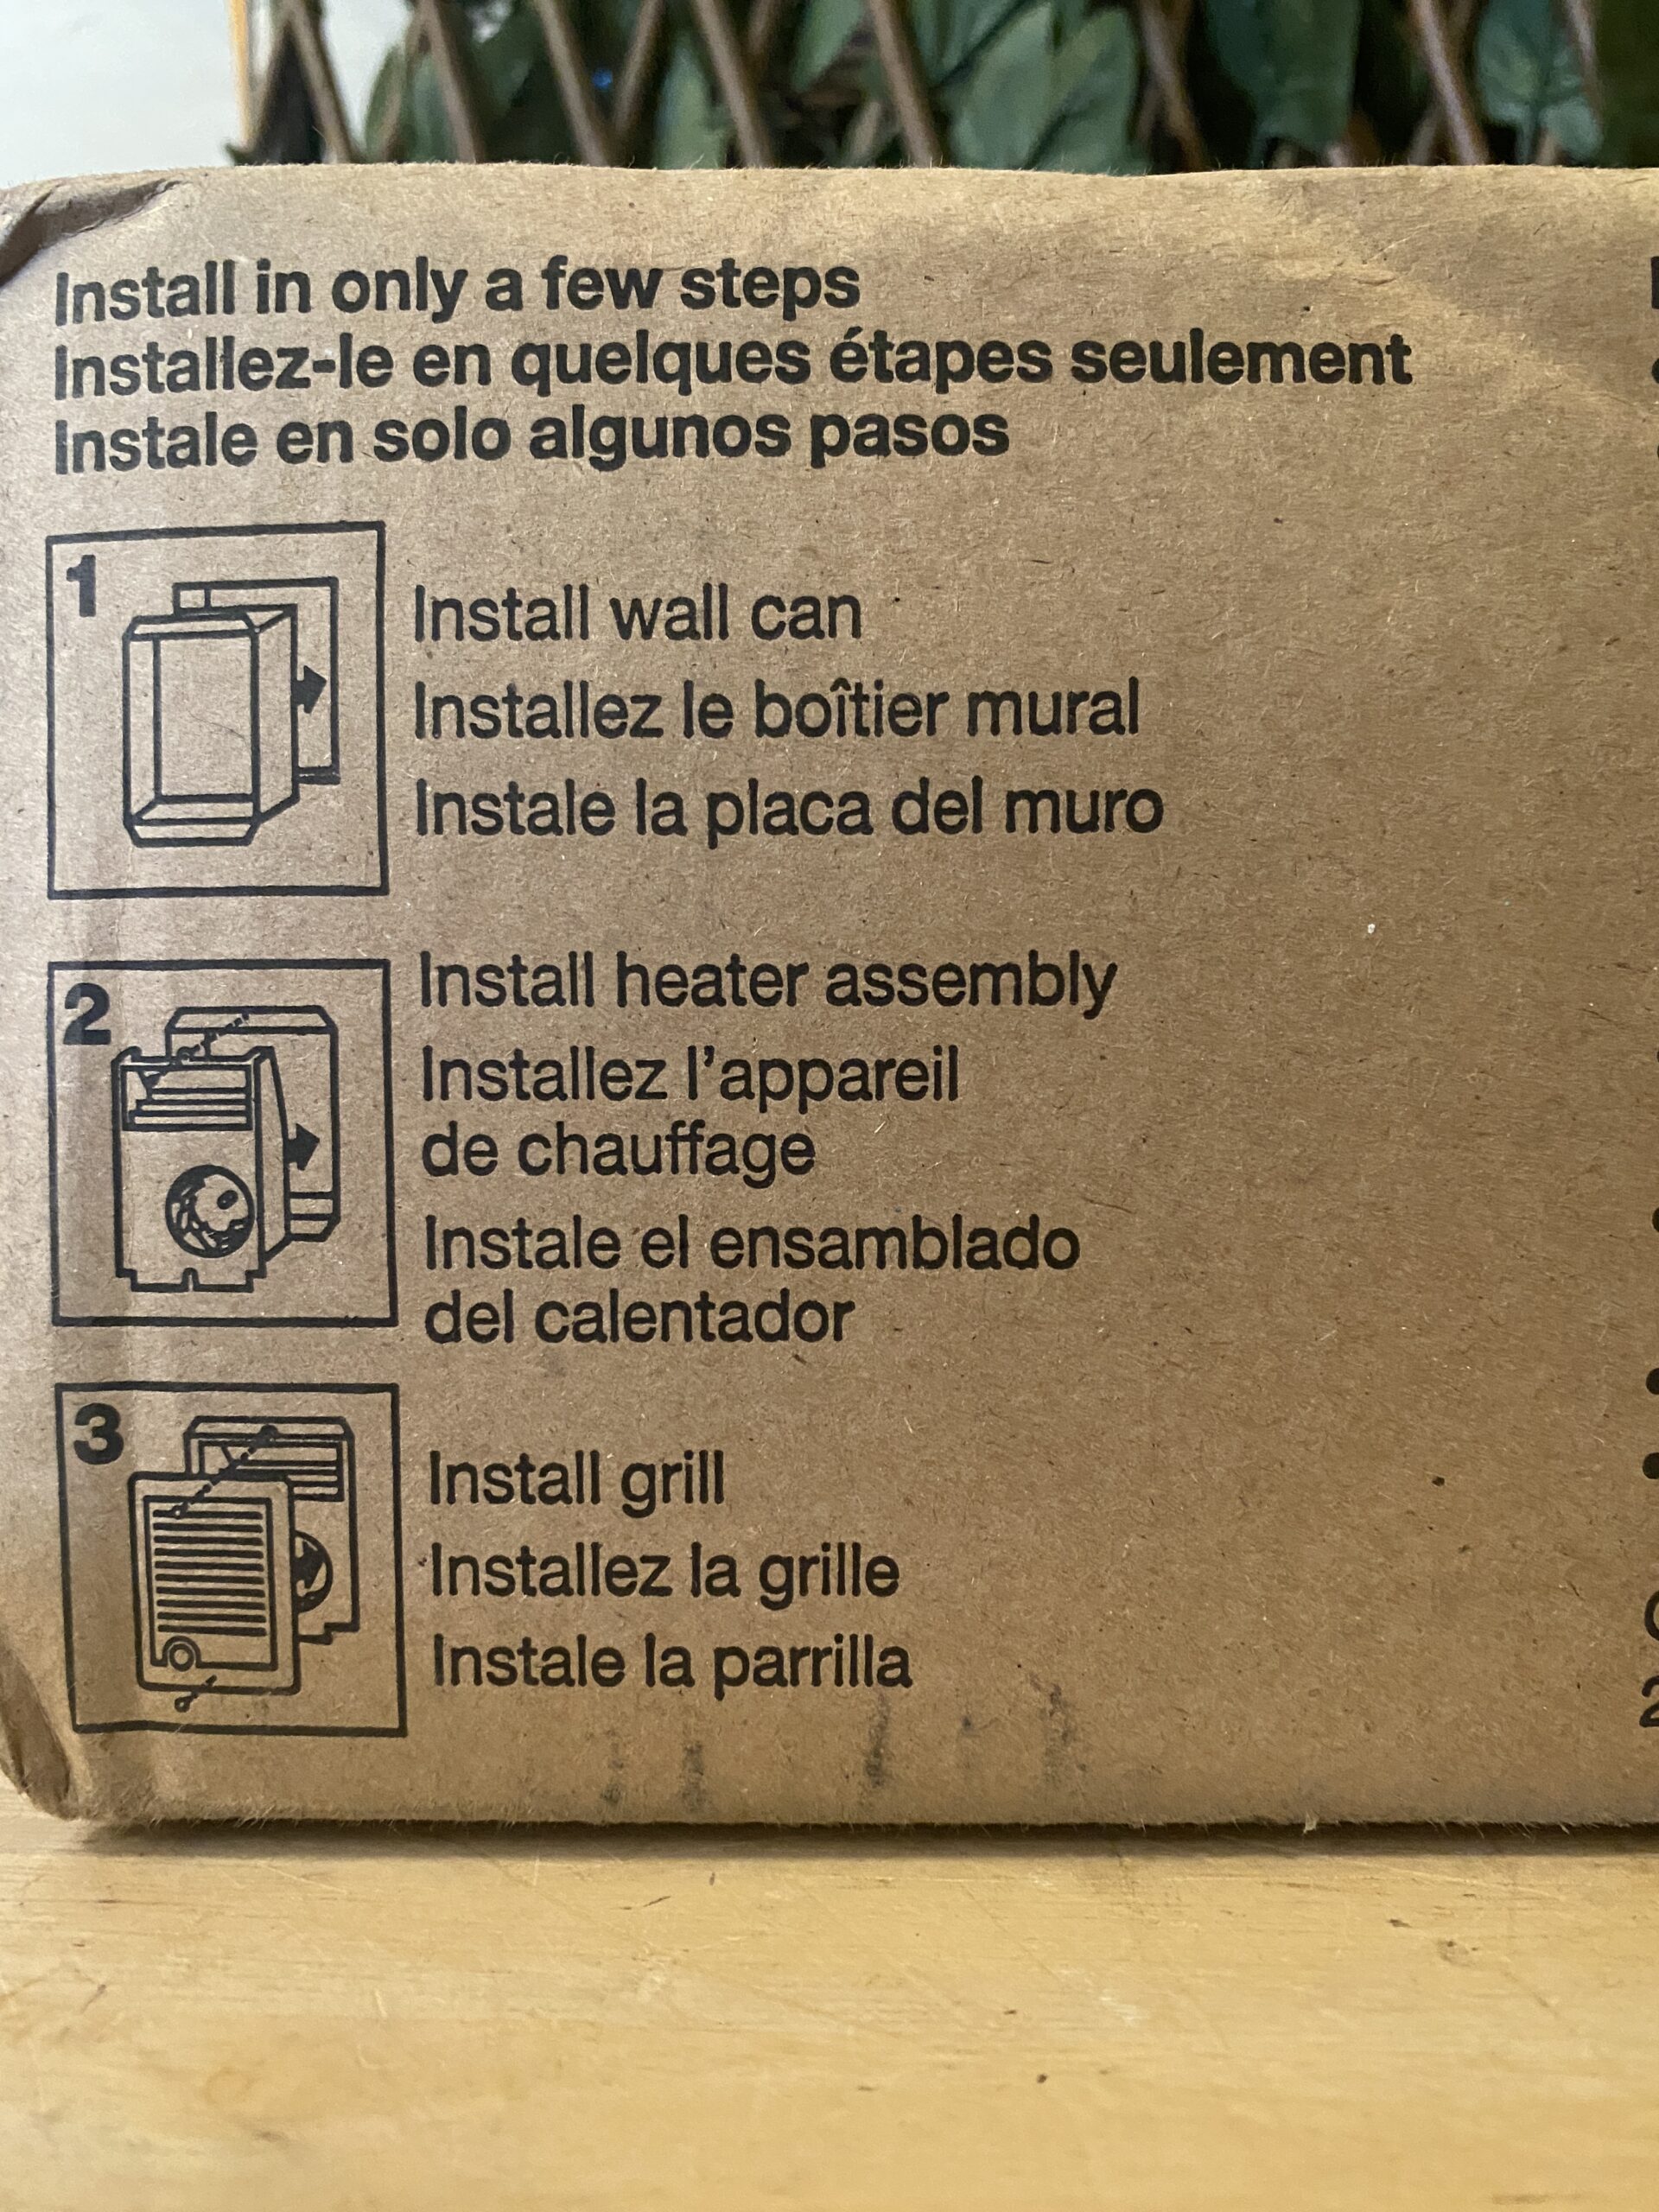 Install in only a few steps
Installez-le en quelques étapes seulement
Instale en solo algunos pasos
1
Install wall can
Installez le boîtier mural
Instale la placa del muro
2
Install heater assembly
Installez l'appareil
de chauffage
Instale el ensamblado
del calentador
3
Install grill
Installez la grille
Instale la parrilla